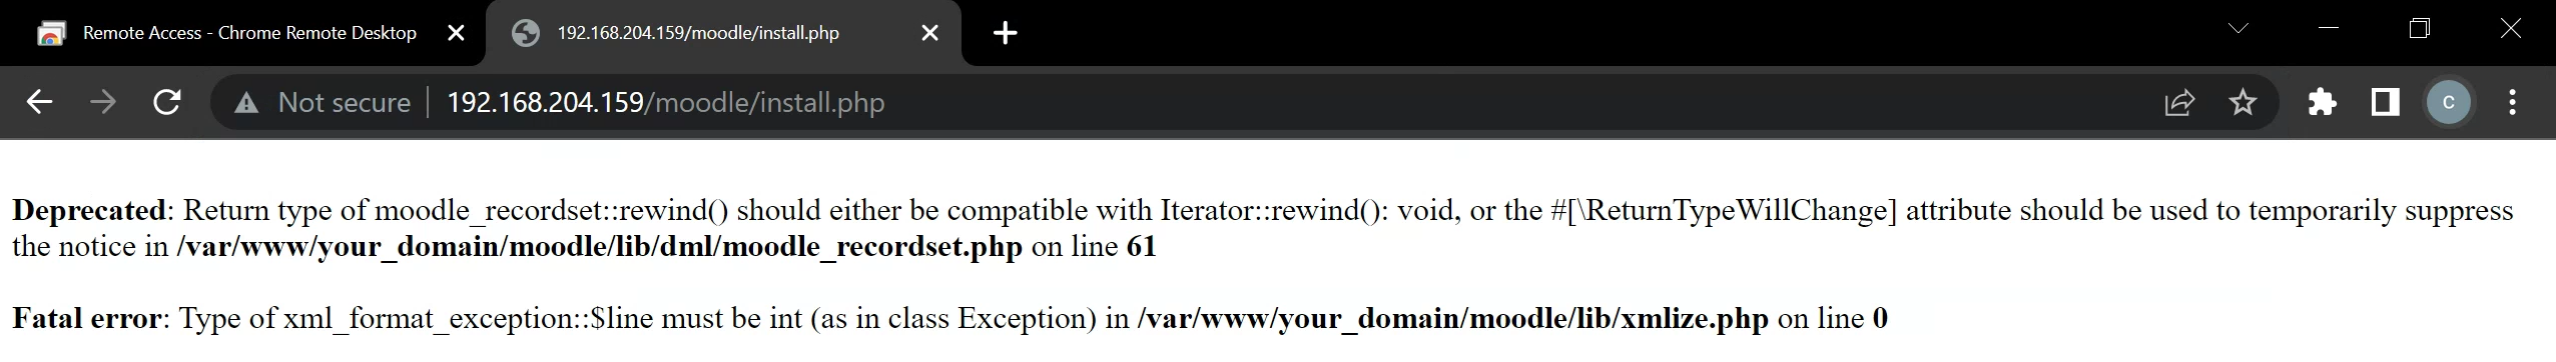 Remote Access - Chrome Remote Desktop
192.168.204.159/moodle/install.php
Not secure
192.168.204.159/moodle/install.php
C
Deprecated: Return type of moodle_recordset::rewind() should either be compatible with Iterator::rewind(): void, or the #[\ReturnTypeWillChange] attribute should be used to temporarily suppress
the notice in /var/www/your_domain/moodle/lib/dml/moodle_recordset.php on line 61
Fatal error: Type of xml_format_exception::$line must be int (as in class Exception) in /var/www/your_domain/moodle/lib/xmlize.php on line 0